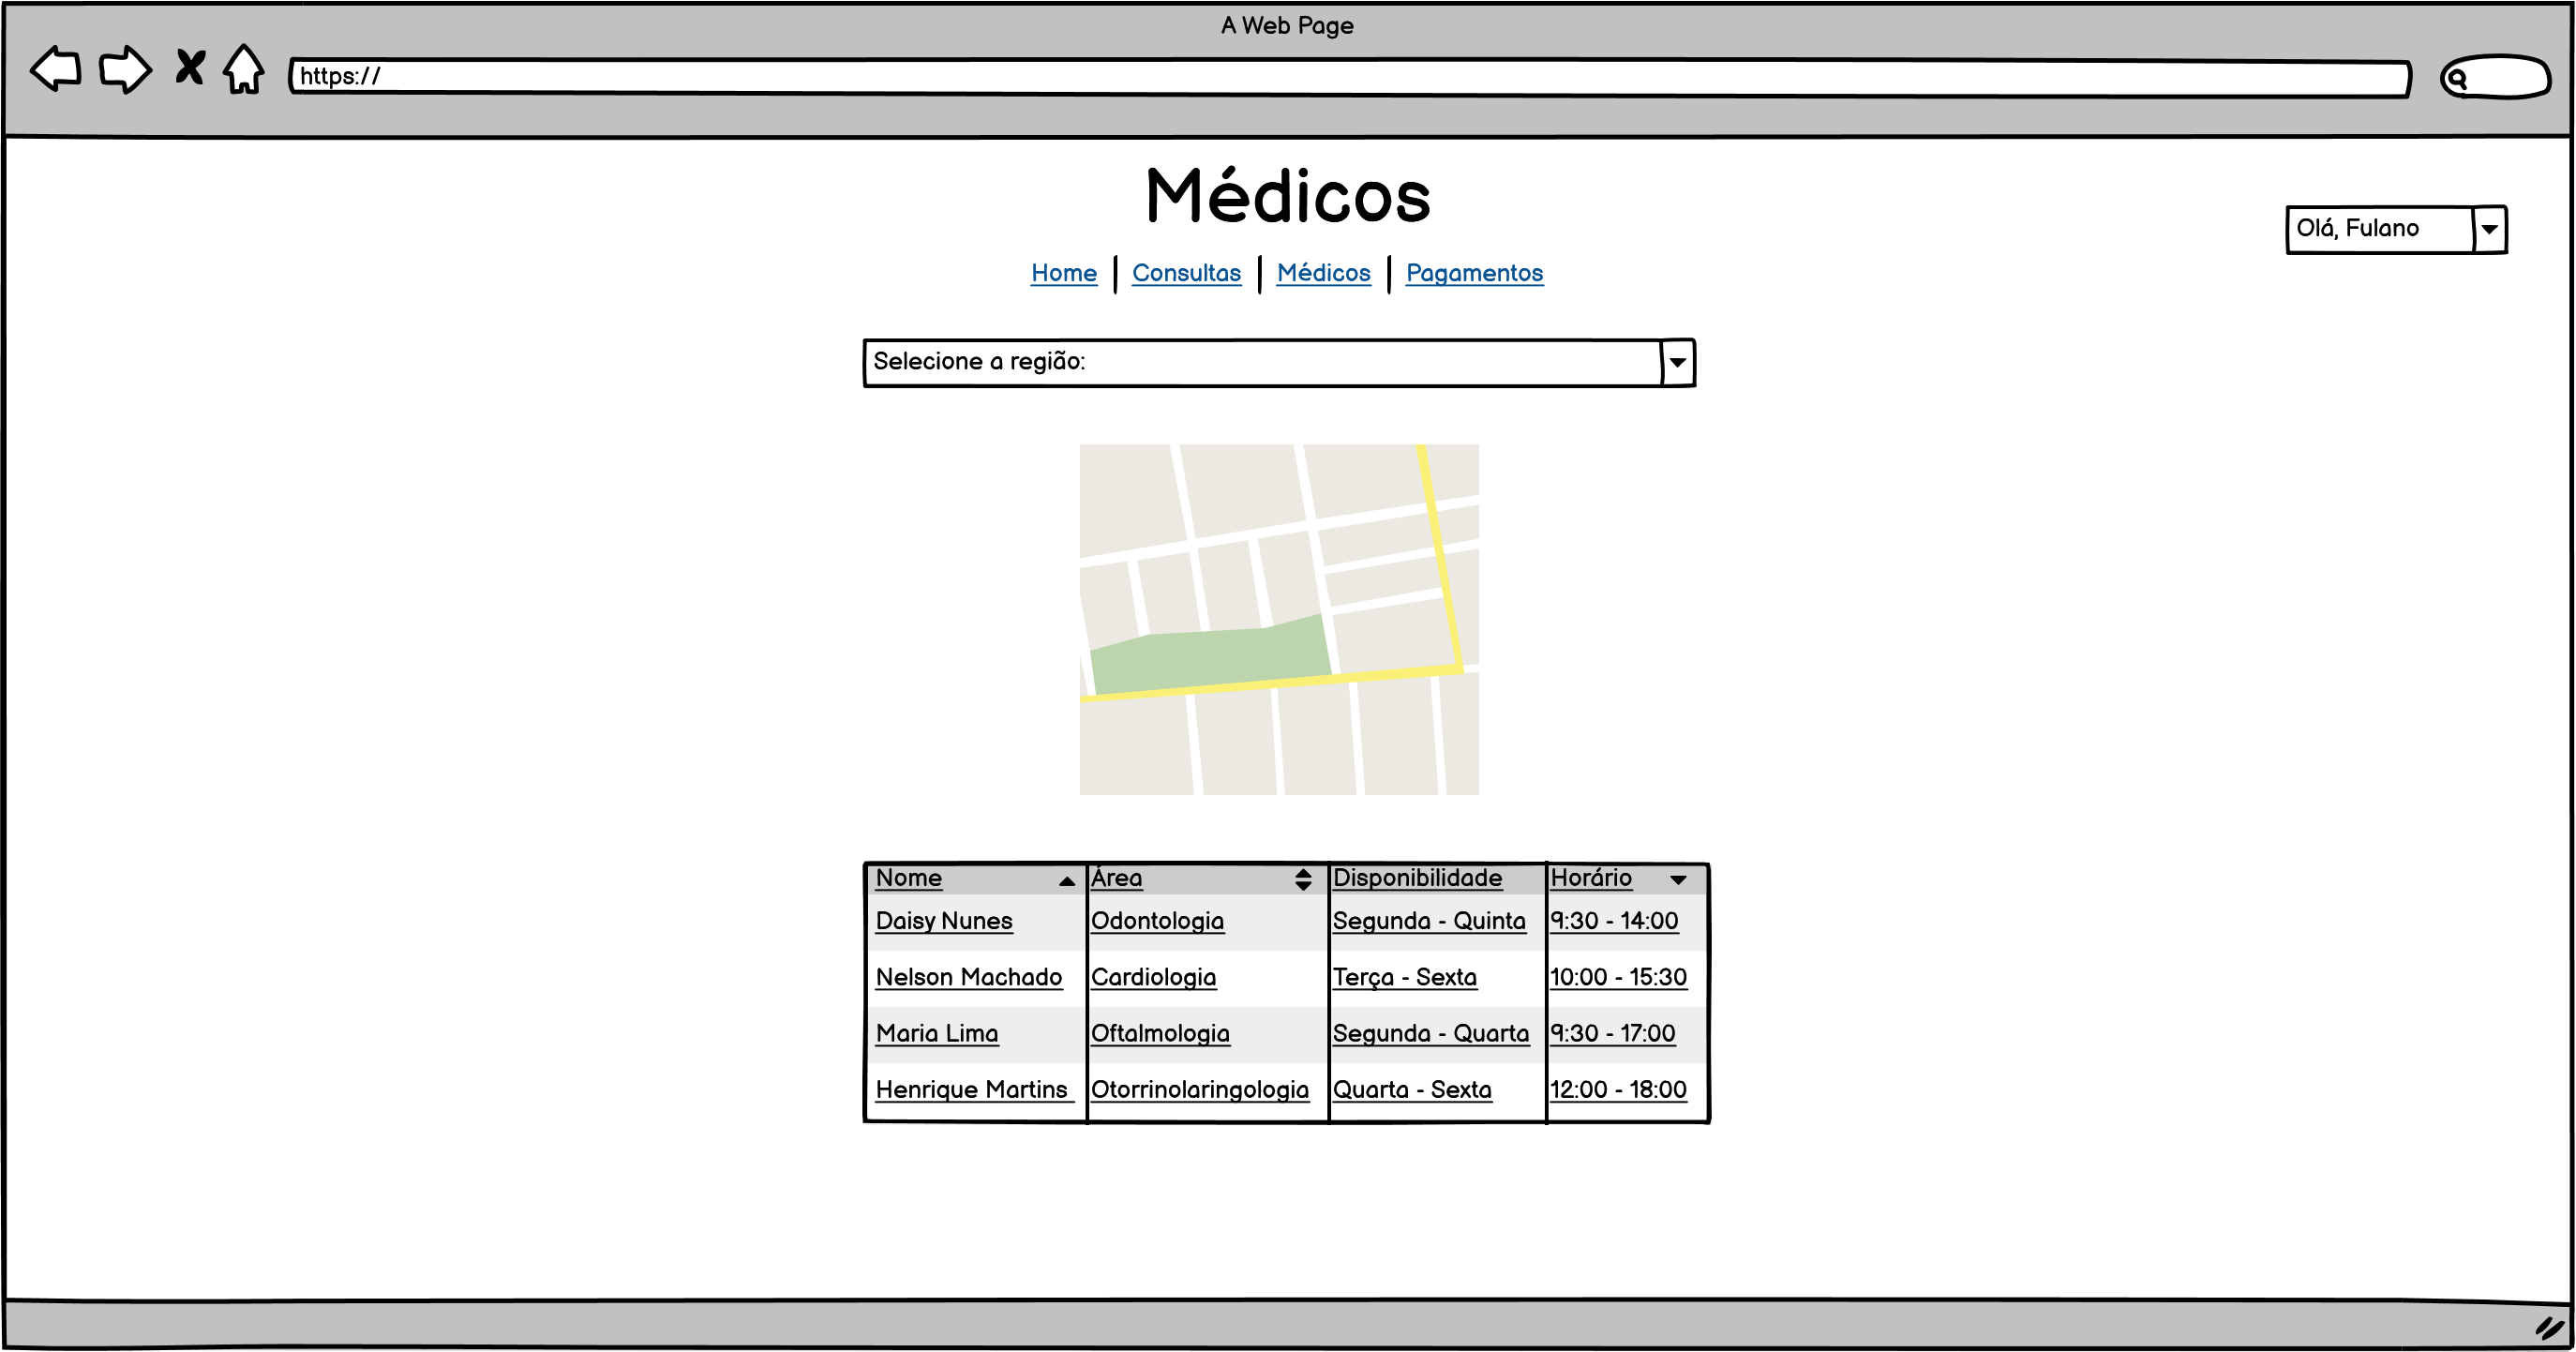 A Web Page
https://
Médicos
Olá, Fulano
Home Consultas Médicos Pagamentos
Selecione a região:
Nome Área Disponibilidade Horário
Daisy Nunes Odontologia Segunda - Quinta 9:30 - 14:00
Nelson Machado Cardiologia Terça - Sexta 10:00 - 15:30
Maria Lima Oftalmologia Segunda - Quarta 9:30 - 17:00
Henrique Martins Otorrinolaringologia Quarta - Sexta 12:00 - 18:00